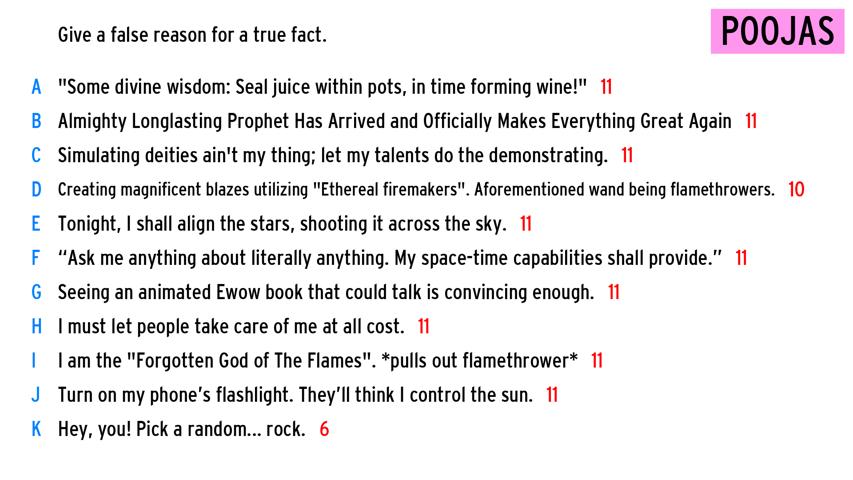 Give a false reason for a true fact.
POOJAS
A "Some divine wisdom: Seal juice within pots, in time forming wine!" 11
B Almighty Longlasting Prophet Has Arrived and Officially Makes Everything Great Again 11
C Simulating deities ain't my thing; let my talents do the demonstrating. 11
D Creating magnificent blazes utilizing "Ethereal firemakers". Aforementioned wand being flamethrowers. 10
E Tonight, I shall align the stars, shooting it across the sky. 11
F “Ask me anything about literally anything. My space-time capabilities shall provide.” 11
G Seeing an animated Ewow book that could talk is convincing enough. 11
H I must let people take care of me at all cost. 11
I I am the "Forgotten God of The Flames". *pulls out flamethrower* 11
J Turn on my phone’s flashlight. They’ll think I control the sun. 11
K Hey, you! Pick a random... rock. 6